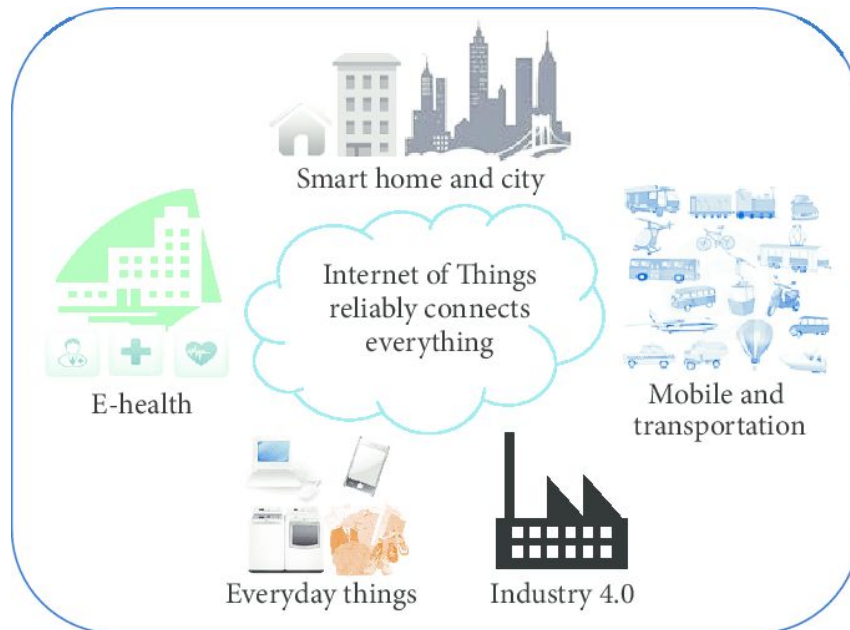 Smart home and city
Internet of Things
reliably connects
everything
E-health
Mobile and
transportation
Everyday things
Industry 4.0